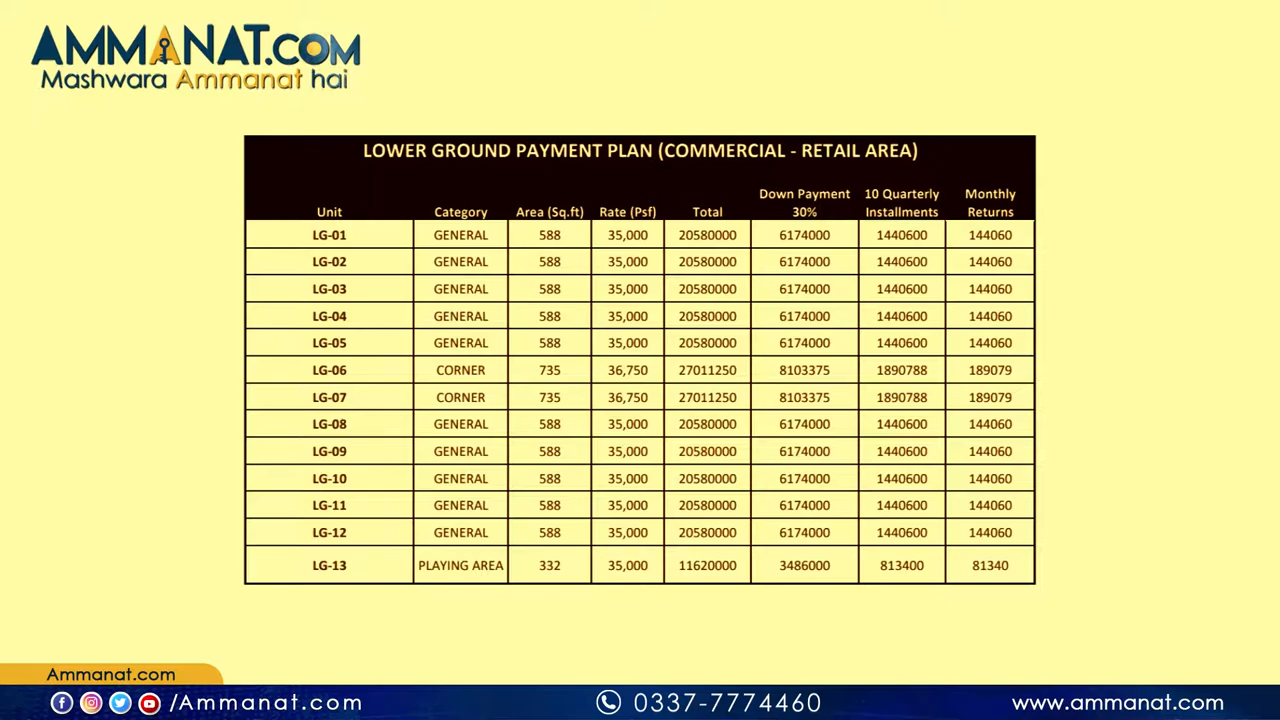 AMMANAT.COM
Mashwara Ammanat hai
LOWER GROUND PAYMENT PLAN (COMMERCIAL - RETAIL AREA)
Unit Category Area (Sq.ft) Rate (Psf) Total Down Payment 30% 10 Quarterly Installments Monthly Returns
LG-01 GENERAL 588 35,000 20580000 6174000 1440600 144060
LG-02 GENERAL 588 35,000 20580000 6174000 1440600 144060
LG-03 GENERAL 588 35,000 20580000 6174000 1440600 144060
LG-04 GENERAL 588 35,000 20580000 6174000 1440600 144060
LG-05 GENERAL 588 35,000 20580000 6174000 1440600 144060
LG-06 CORNER 735 36,750 27011250 8103375 1890788 189079
LG-07 CORNER 735 36,750 27011250 8103375 1890788 189079
LG-08 GENERAL 588 35,000 20580000 6174000 1440600 144060
LG-09 GENERAL 588 35,000 20580000 6174000 1440600 144060
LG-10 GENERAL 588 35,000 20580000 6174000 1440600 144060
LG-11 GENERAL 588 35,000 20580000 6174000 1440600 144060
LG-12 GENERAL 588 35,000 20580000 6174000 1440600 144060
LG-13 PLAYING AREA 332 35,000 11620000 3486000 813400 81340
Ammanat.com
/Ammanat.com 0337-7774460 www.ammanat.com